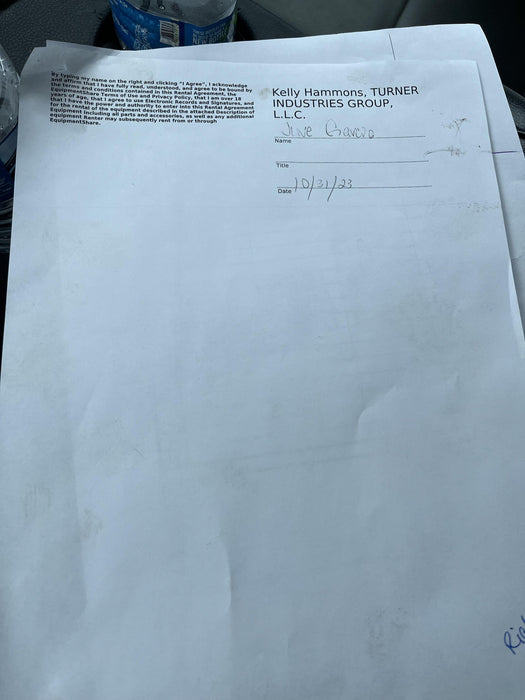 By typing my name on the right and clicking "I Agree", I acknowledge
and affirm that I have fully read, understood, and agree to be bound by
the terms and conditions contained in this Rental Agreement, the
EquipmentShare Terms of Use and Privacy Policy, that I am over 18
years of age, that I agree to use Electronic Records and Signatures, and
that I have the power and authority to enter into this Rental Agreement
for the rental of the equipment described in the attached Description of
Equipment including all parts and accessories, as well as any additional
equipment Renter may subsequently rent from or through
EquipmentShare.
Kelly Hammons, TURNER
INDUSTRIES GROUP,
L.L.C.
Name
Title
Date 10/31/23